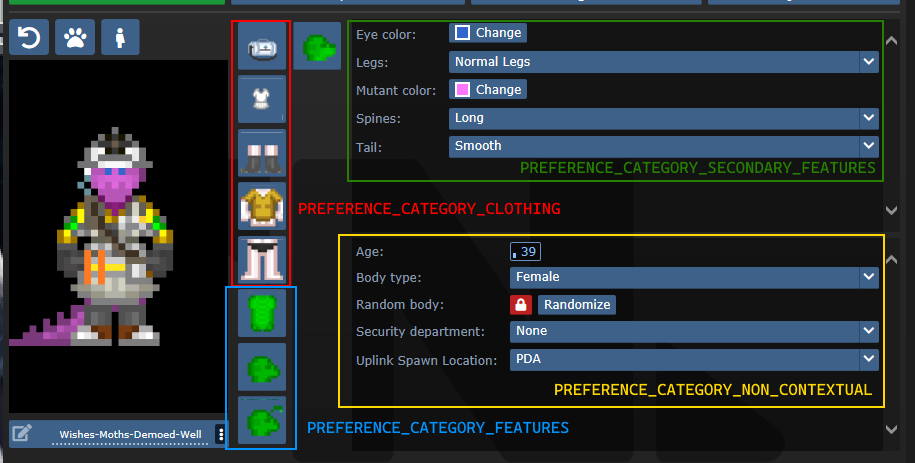 Eye color: Change
Legs: Normal Legs
Mutant color: Change
Spines: Long
Tail: Smooth
PREFERENCE_CATEGORY_SECONDARY_FEATURES
PREFERENCE_CATEGORY_CLOTHING
Age: 39
Body type: Female
Random body: Randomize
Security department: None
Uplink Spawn Location: PDA
PREFERENCE_CATEGORY_NON_CONTEXTUAL
Wishes-Moths-Demoed-Well
PREFERENCE_CATEGORY_FEATURES